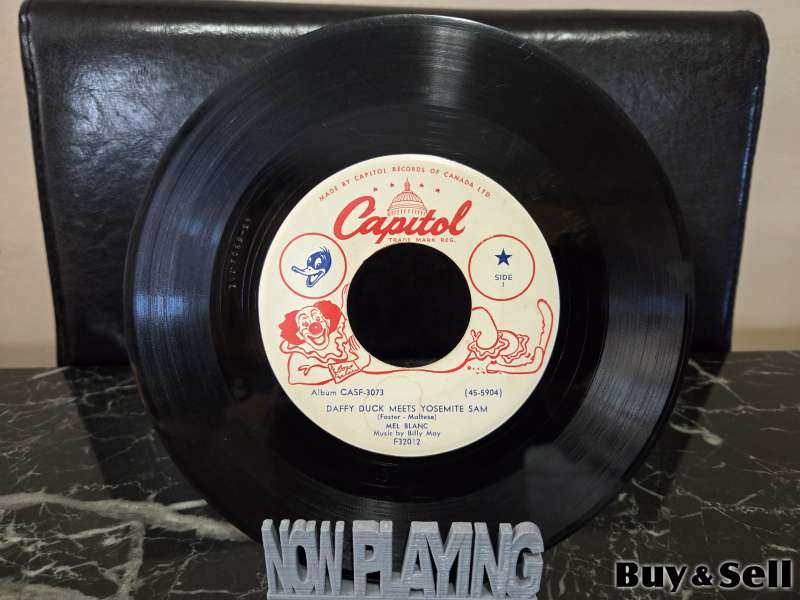 MADE BY CAPITOL RECORDS OF CANADA LTD.
Capitol
TRADE MARK REG.
SIDE
1
Album CASF-3073 (45-5904)
DAFFY DUCK MEETS YOSEMITE SAM
(Foster - Maltese)
MEL BLANC
Music by Billy May
F32012
NOW PLAYING
Buy & Sell